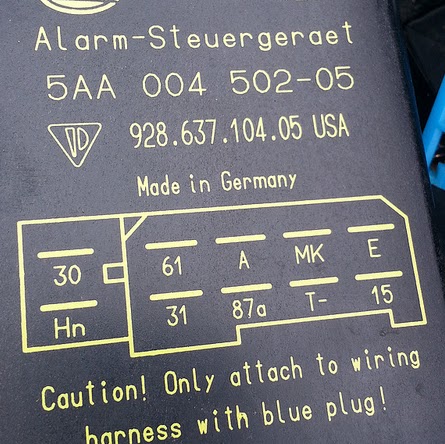 Alarm-Steuergeraet
5AA 004 502-05
928.637.104.05 USA
Made in Germany
30 61 A MK E
Hn 31 87a T- 15
Caution! Only attach to wiring
harness with blue plug!